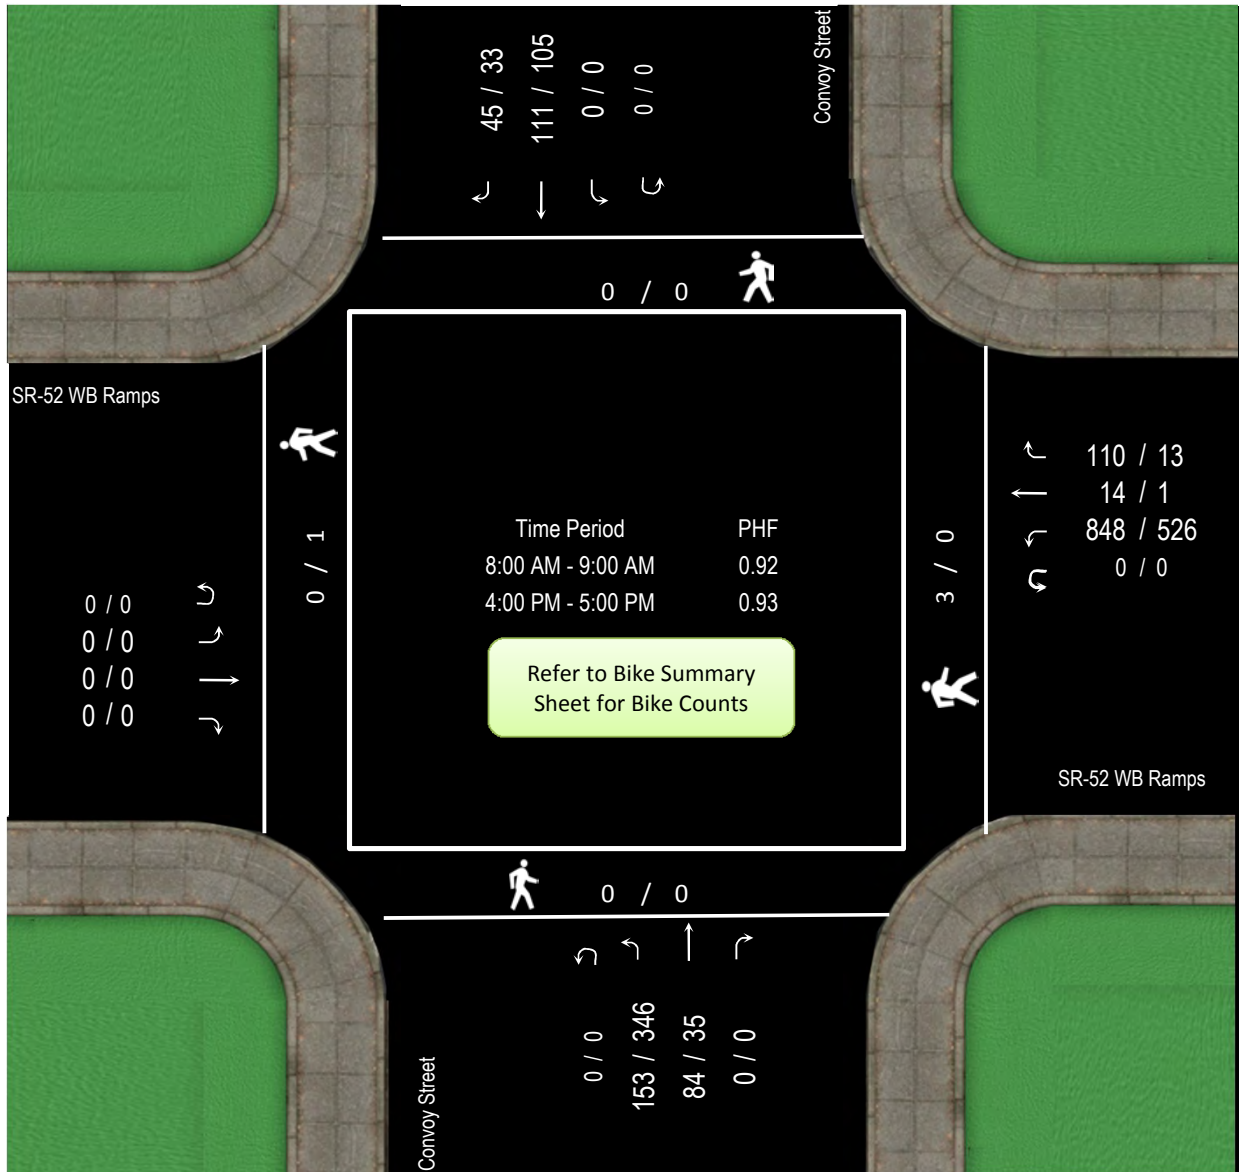 45 / 33
111 / 105
0 / 0
0 / 0
Convoy Street
0 / 0
SR-52 WB Ramps
0 / 1
0 / 0
0 / 0
0 / 0
0 / 0
Time Period PHF
8:00 AM - 9:00 AM 0.92
4:00 PM - 5:00 PM 0.93
Refer to Bike Summary
Sheet for Bike Counts
3 / 0
110 / 13
14 / 1
848 / 526
0 / 0
SR-52 WB Ramps
0 / 0
Convoy Street
0 / 0
153 / 346
84 / 35
0 / 0